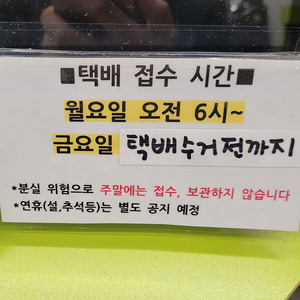 ■택배 접수 시간■
월요일 오전 6시~
금요일 택배수거전까지
*분실 위험으로 주말에는 접수, 보관하지 않습니다
*연휴(설,추석등)는 별도 공지 예정